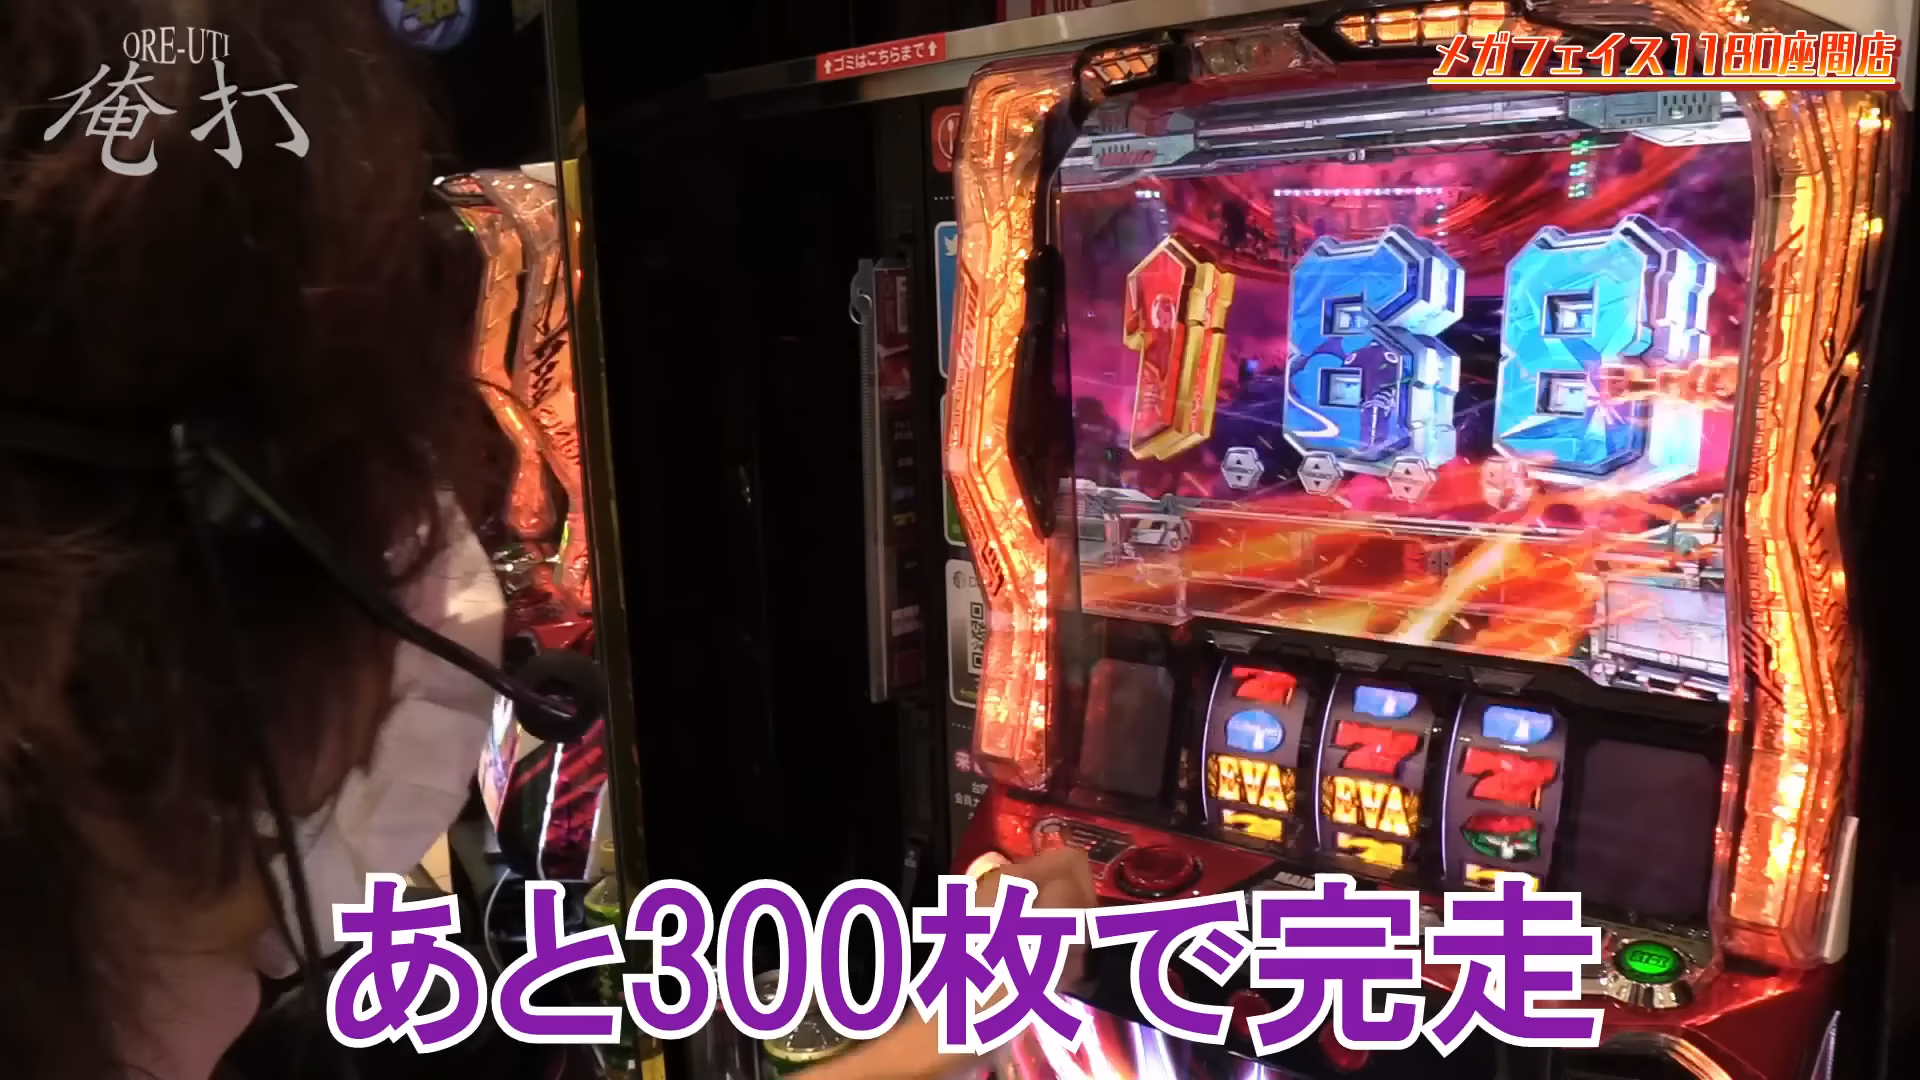 ORE-UTI
俺打
⬆ゴミはこちらまで⬆
メガフェイス1180座間店
168
EVA
EVA
あと300枚で完走